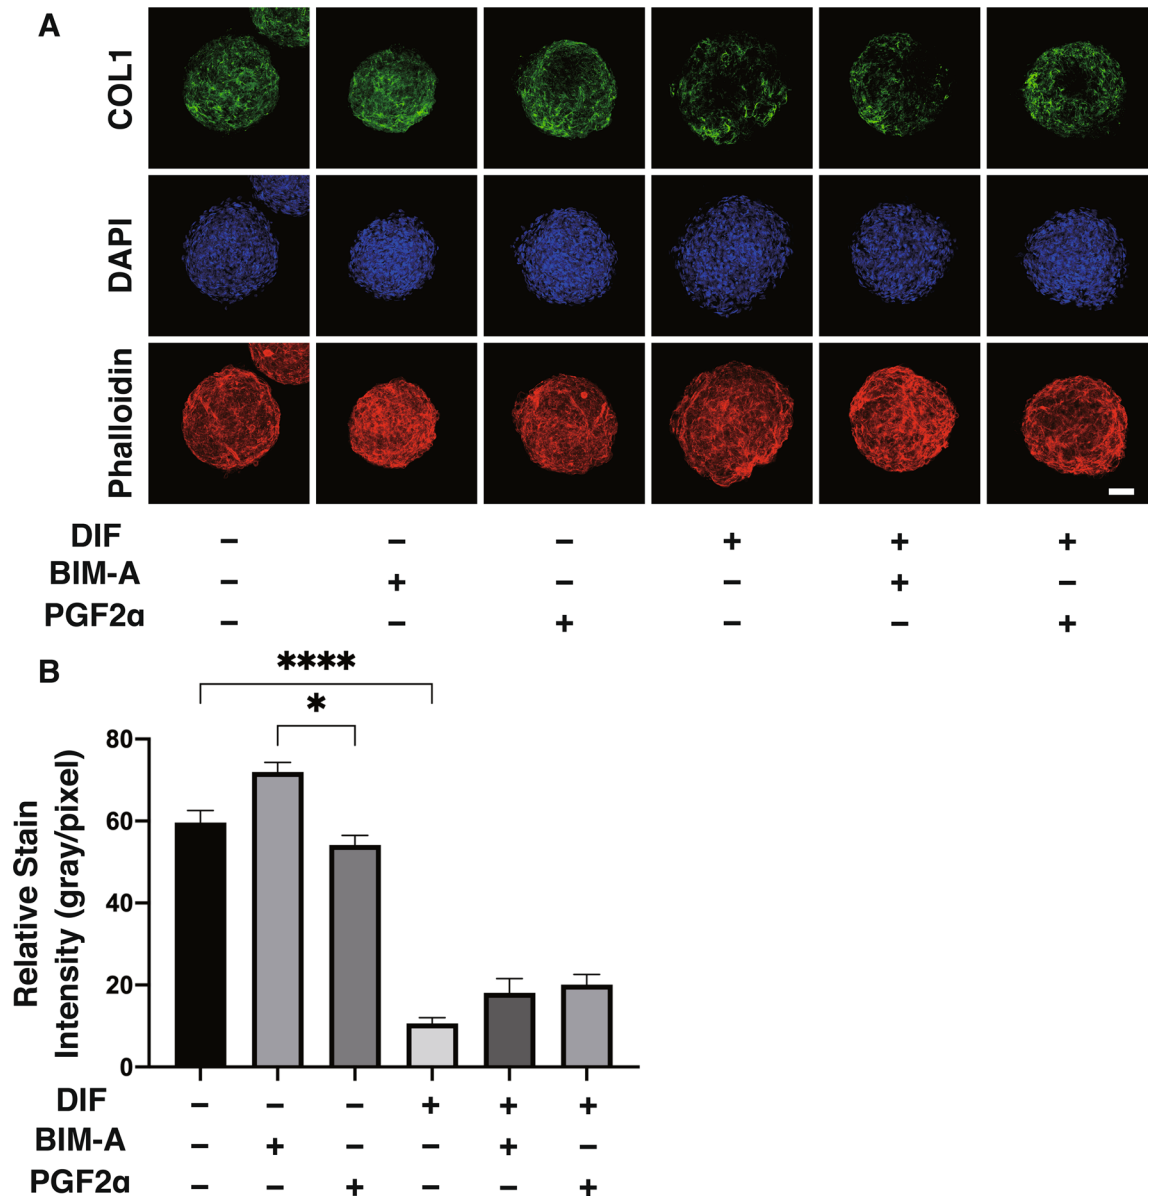 A
COL1
DAPI
Phalloidin
DIF – – – + + +
BIM-A – + – – + –
PGF2α – – + – – +
B
****
*
Relative Stain
Intensity (gray/pixel)
80
60
40
20
0
DIF – – – + + +
BIM-A – + – – + –
PGF2α – – + – – +